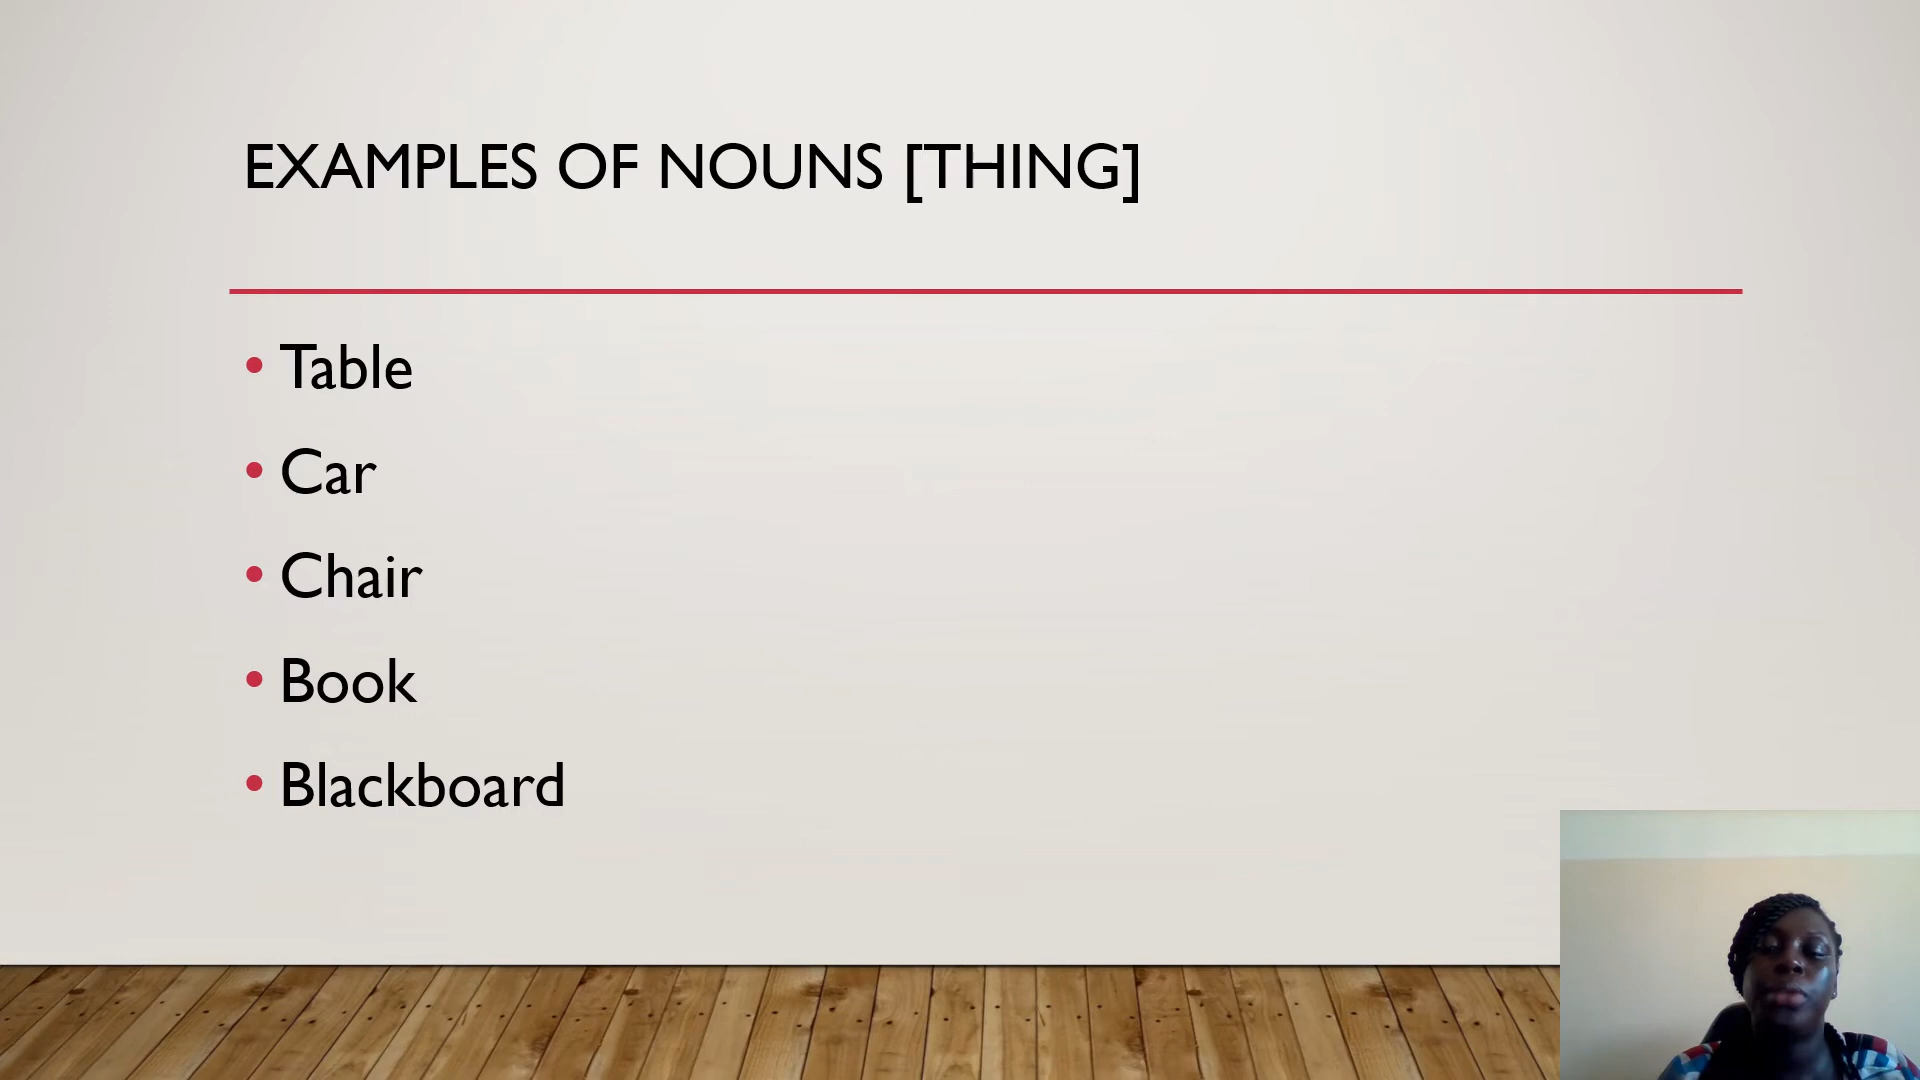 EXAMPLES OF NOUNS [THING]
• Table
• Car
• Chair
• Book
• Blackboard